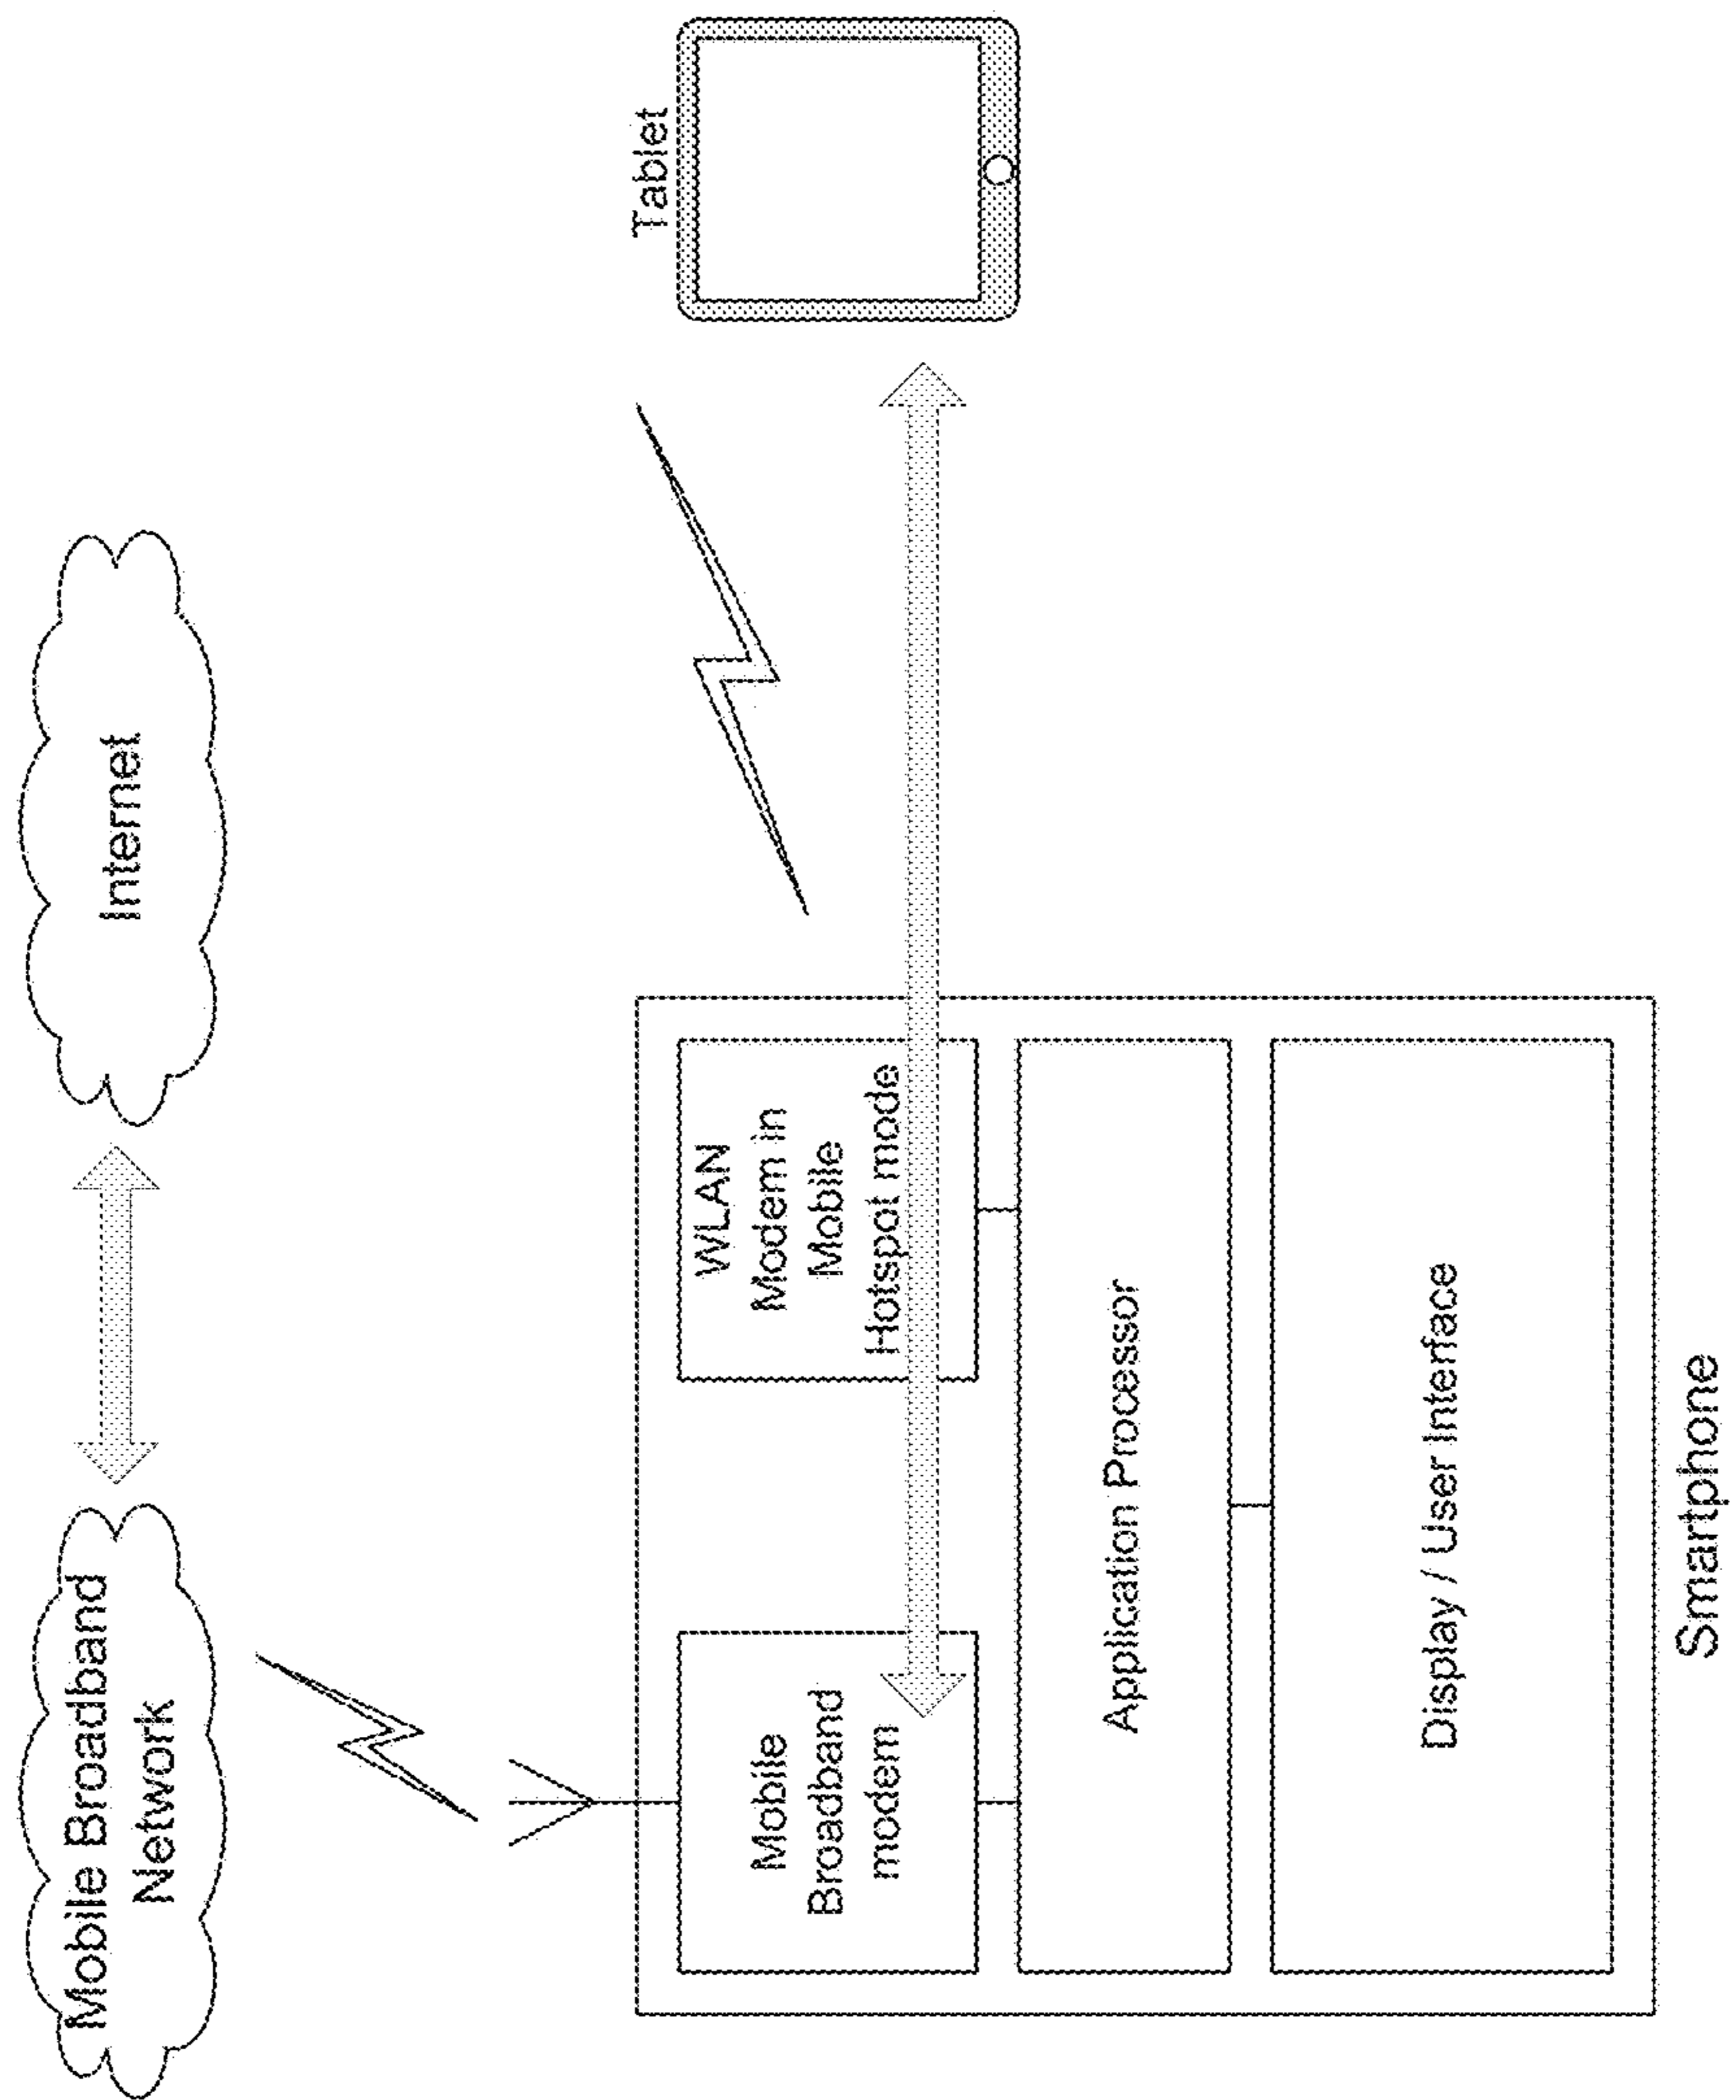 Mobile Broadband
Network
Internet
Tablet
Mobile
Broadband
modem
WLAN
Modem in
Mobile
Hotspot mode
Application Processor
Display / User Interface
Smartphone